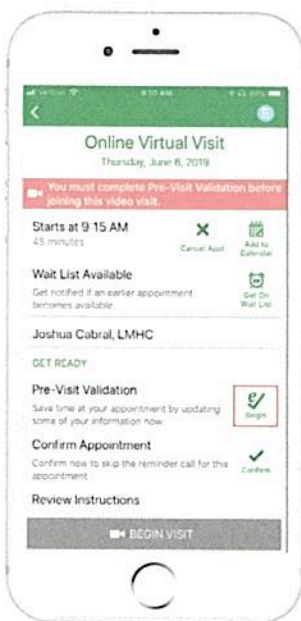 Verizon 9:10 AM
Online Virtual Visit
Thursday, June 6, 2019
You must complete Pre-Visit Validation before
joining this video visit.
Starts at 9:15 AM
45 minutes
Cancel Appt
Add to
Calendar
Wait List Available
Get notified if an earlier appointment
becomes available.
Get On
Wait List
Joshua Cabral, LMHC
GET READY
Pre-Visit Validation
Save time at your appointment by updating
some of your information now.
Begin
Confirm Appointment
Confirm now to skip the reminder call for this
appointment
Confirm
Review Instructions
BEGIN VISIT